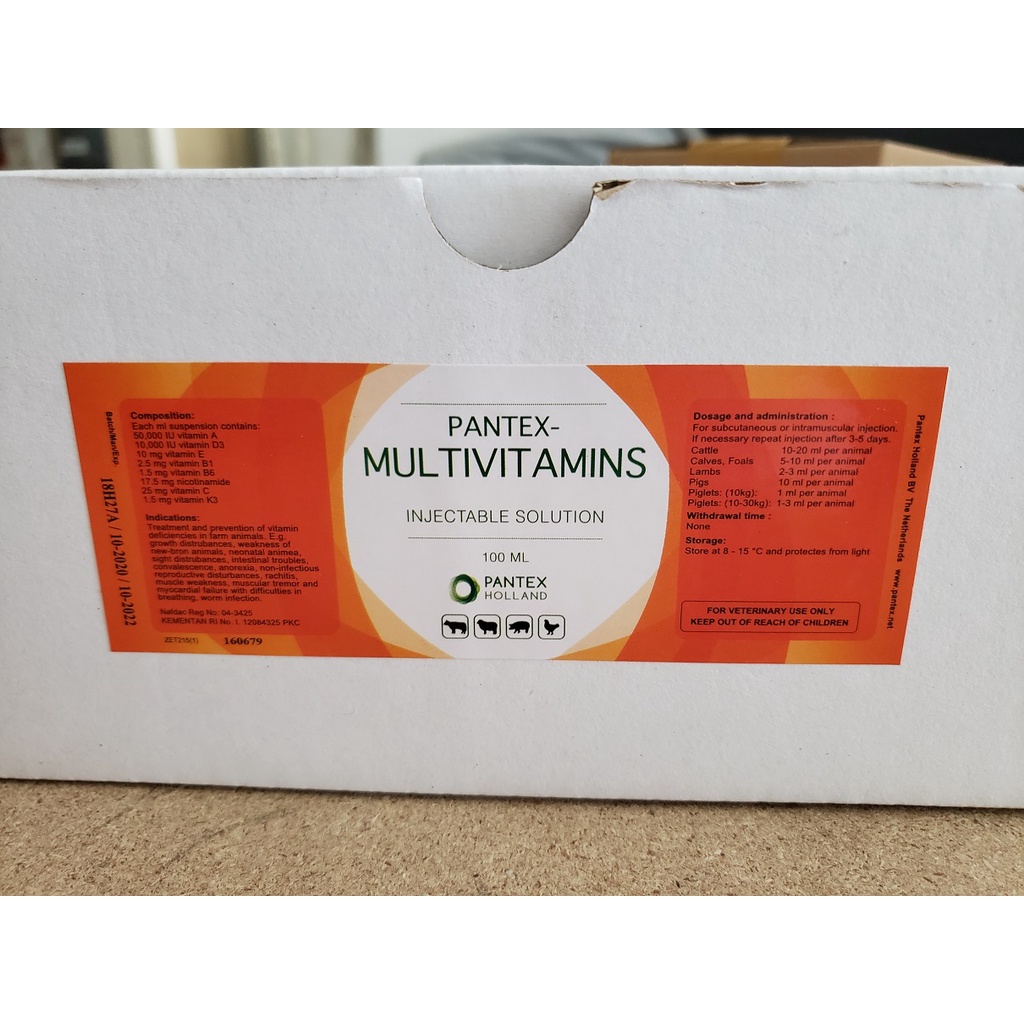 Batch/Man/Exp.
18H27A / 10-2020 / 10-2022
Composition:
Each ml suspension contains:
50,000 IU vitamin A
10,000 IU vitamin D3
10 mg vitamin E
2.5 mg vitamin B1
1.5 mg vitamin B6
17.5 mg nicotinamide
25 mg vitamin C
1.5 mg vitamin K3
Indications:
Treatment and prevention of vitamin
deficiencies in farm animals. E.g.
growth distrubances, weakness of
new-bron animals, neonatal animea,
sight distrubances, intestinal troubles,
convalescence, anorexia, non-infectious
reproductive disturbances, rachitis,
muscle weakness, muscular tremor and
myocardial failure with difficulties in
breathing, worm infection.
Nafdac Reg No: 04-3425
KEMENTAN RI No: I. 12084325 PKC
ZET215(1) 160679
PANTEX-
MULTIVITAMINS
INJECTABLE SOLUTION
100 ML
PANTEX
HOLLAND
Dosage and administration :
For subcutaneous or intramuscular injection.
If necessary repeat injection after 3-5 days.
Cattle 10-20 ml per animal
Calves, Foals 5-10 ml per animal
Lambs 2-3 ml per animal
Pigs 10 ml per animal
Piglets: (10kg): 1 ml per animal
Piglets: (10-30kg): 1-3 ml per animal
Withdrawal time :
None
Storage:
Store at 8 - 15 °C and protectes from light
FOR VETERINARY USE ONLY
KEEP OUT OF REACH OF CHILDREN
Pantex Holland BV The Netherlands www.pantex.net